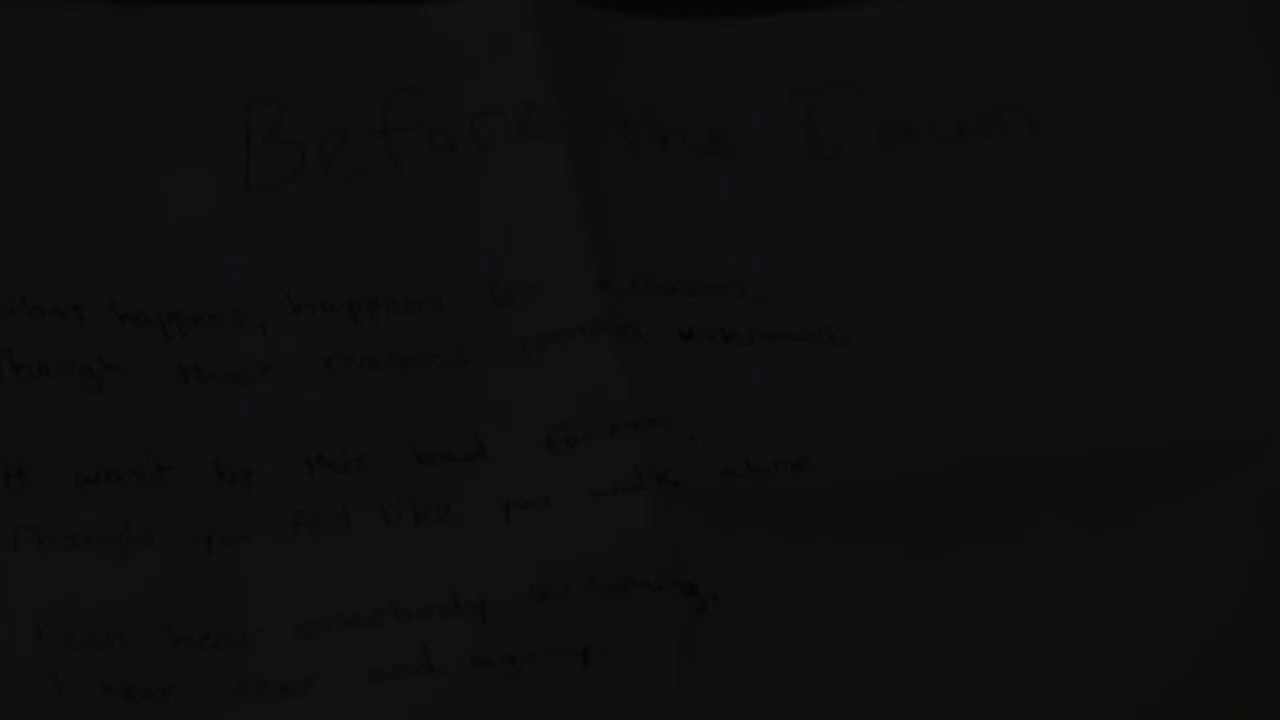 Before the Dawn
What happens, happens for a reason.
Though those reasons remain unknown.
It won't be this bad forever.
Though you feel like you walk alone
I can hear somebody screaming.
I hear and agony.